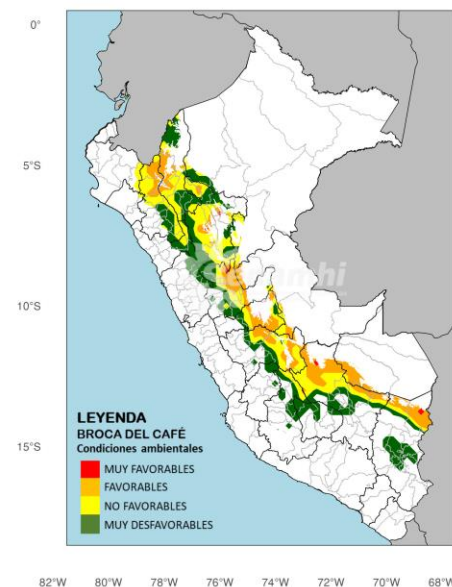 0°
5°S
10°S
15°S
senamhi
LEYENDA
BROCA DEL CAFÉ
Condiciones ambientales
MUY FAVORABLES
FAVORABLES
NO FAVORABLES
MUY DESFAVORABLES
82°W 80°W 78°W 76°W 74°W 72°W 70°W 68°W